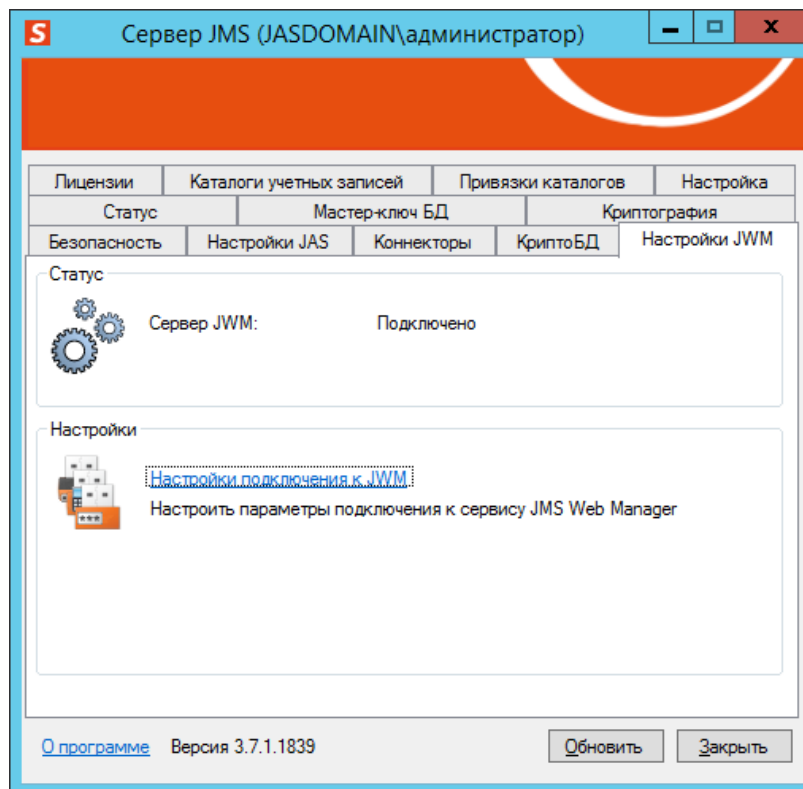 S
Сервер JMS (JASDOMAIN\администратор)
Лицензии Каталоги учетных записей Привязки каталогов Настройка
Статус Мастер-ключ БД Криптография
Безопасность Настройки JAS Коннекторы КриптоБД Настройки JWM
Статус
Сервер JWM: Подключено
Настройки
Настройки подключения к JWM
***
Настроить параметры подключения к сервису JMS Web Manager
О программе Версия 3.7.1.1839 Обновить Закрыть